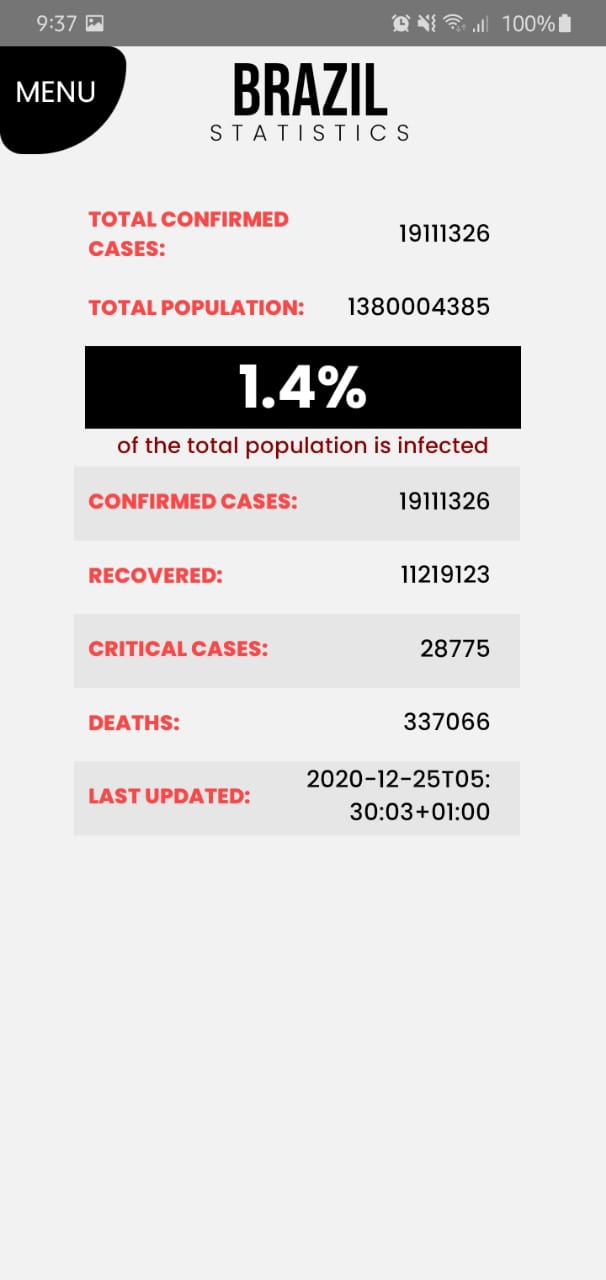 9:37 100%
MENU
BRAZIL
STATISTICS
TOTAL CONFIRMED
CASES:
19111326
TOTAL POPULATION: 1380004385
1.4%
of the total population is infected
CONFIRMED CASES: 19111326
RECOVERED: 11219123
CRITICAL CASES: 28775
DEATHS: 337066
LAST UPDATED:
2020-12-25T05:
30:03+01:00